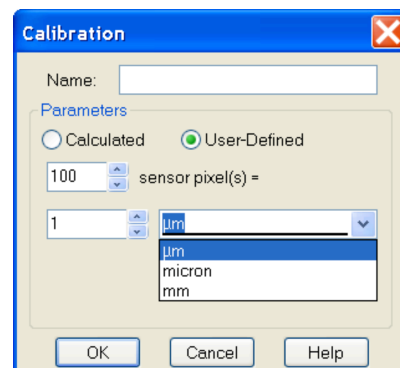 Calibration
Name:
Parameters
Calculated User-Defined
100 sensor pixel(s) =
1 µm
µm
micron
mm
OK Cancel Help